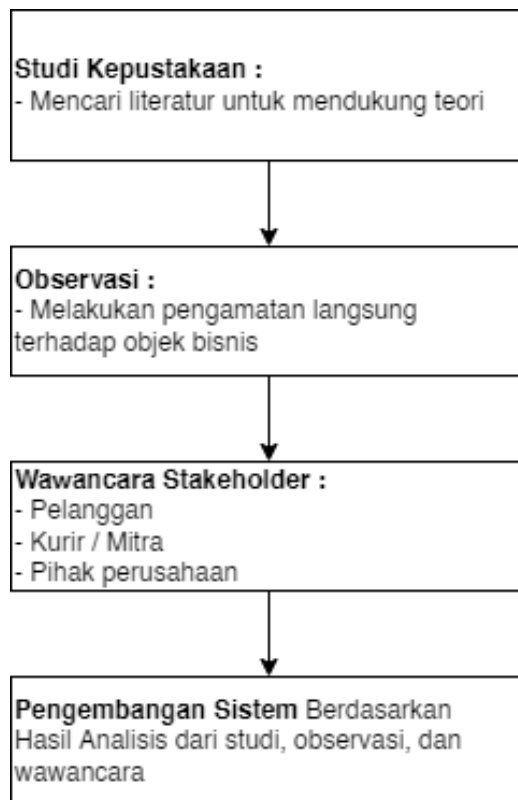 Studi Kepustakaan :
- Mencari literatur untuk mendukung teori
Observasi :
- Melakukan pengamatan langsung
terhadap objek bisnis
Wawancara Stakeholder :
- Pelanggan
- Kurir / Mitra
- Pihak perusahaan
Pengembangan Sistem Berdasarkan
Hasil Analisis dari studi, observasi, dan
wawancara